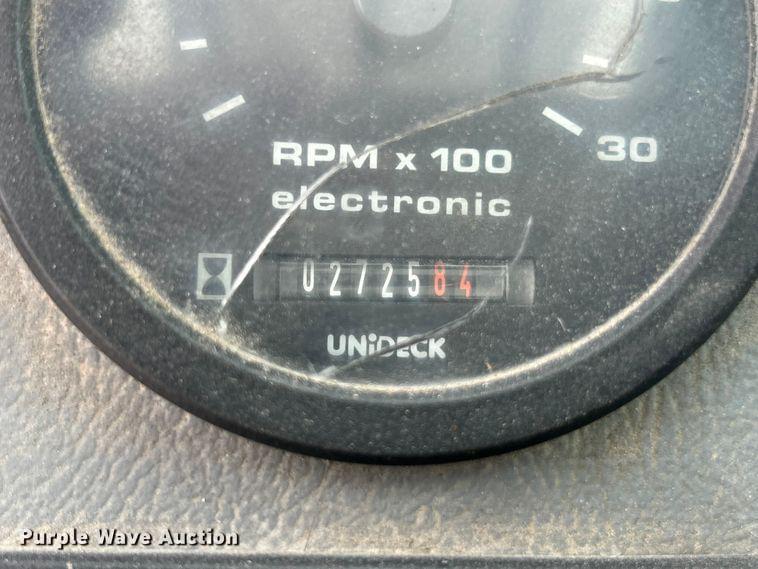 RPM x 100
30
electronic
0272584
UNiDECK
Purple Wave Auction